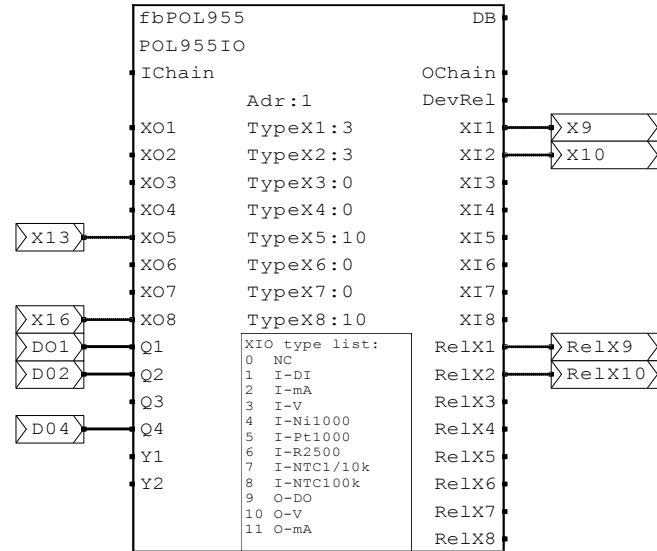 fbPOL955 DB
POL955IO
IChain OChain
Adr:1 DevRel
XO1 TypeX1:3 XI1 X9
XO2 TypeX2:3 XI2 X10
XO3 TypeX3:0 XI3
XO4 TypeX4:0 XI4
X13 XO5 TypeX5:10 XI5
XO6 TypeX6:0 XI6
XO7 TypeX7:0 XI7
X16 XO8 TypeX8:10 XI8
DO1 Q1 XIO type list: RelX1 RelX9
0 NC
D02 Q2 1 I-DI RelX2 RelX10
2 I-mA
Q3 3 I-V RelX3
4 I-Ni1000
D04 Q4 5 I-Pt1000 RelX4
6 I-R2500
Y1 7 I-NTC1/10k RelX5
Y2 8 I-NTC100k RelX6
9 O-DO
10 O-V RelX7
11 O-mA
RelX8